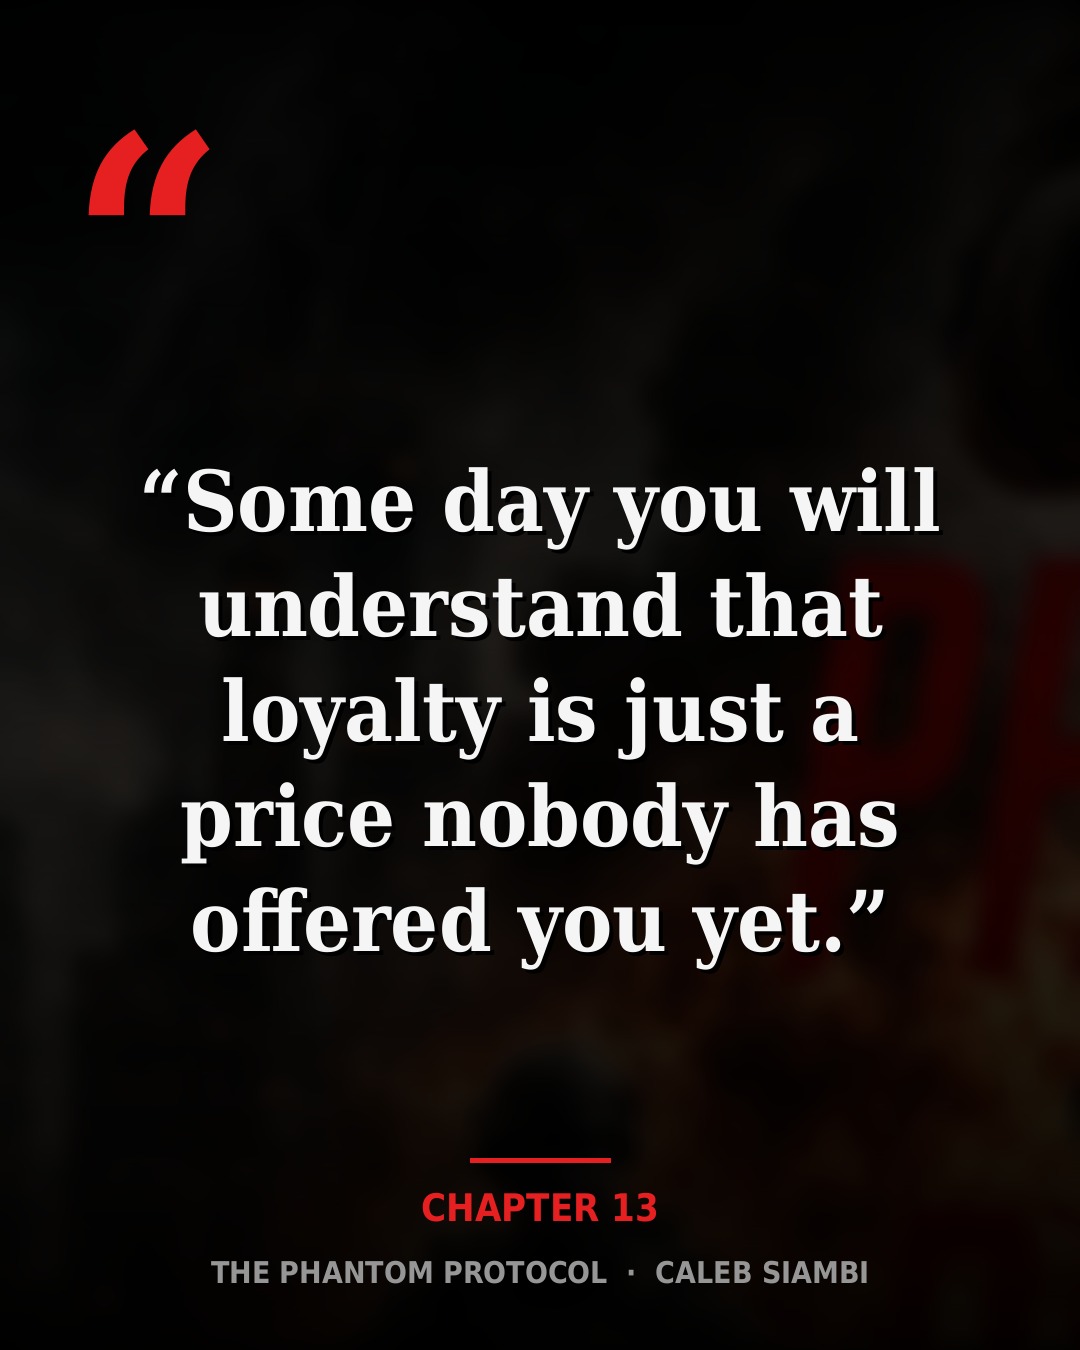 “
“Some day you will
understand that
loyalty is just a
price nobody has
offered you yet.”
CHAPTER 13
THE PHANTOM PROTOCOL · CALEB SIAMBI